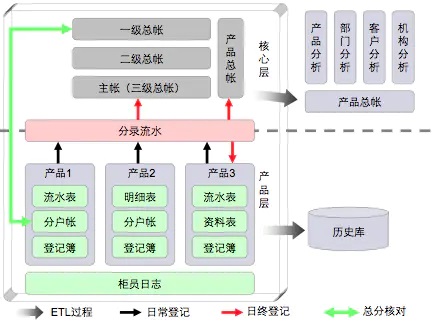 一级总帐
二级总帐
主帐（三级总帐）
产品总帐
核心层
产品分析
部门分析
客户分析
机构分析
产品总帐
分录流水
产品1
流水表
分户帐
登记簿
产品2
明细表
分户帐
登记簿
产品3
流水表
资料表
登记簿
产品层
历史库
柜员日志
ETL过程
日常登记
日终登记
总分核对